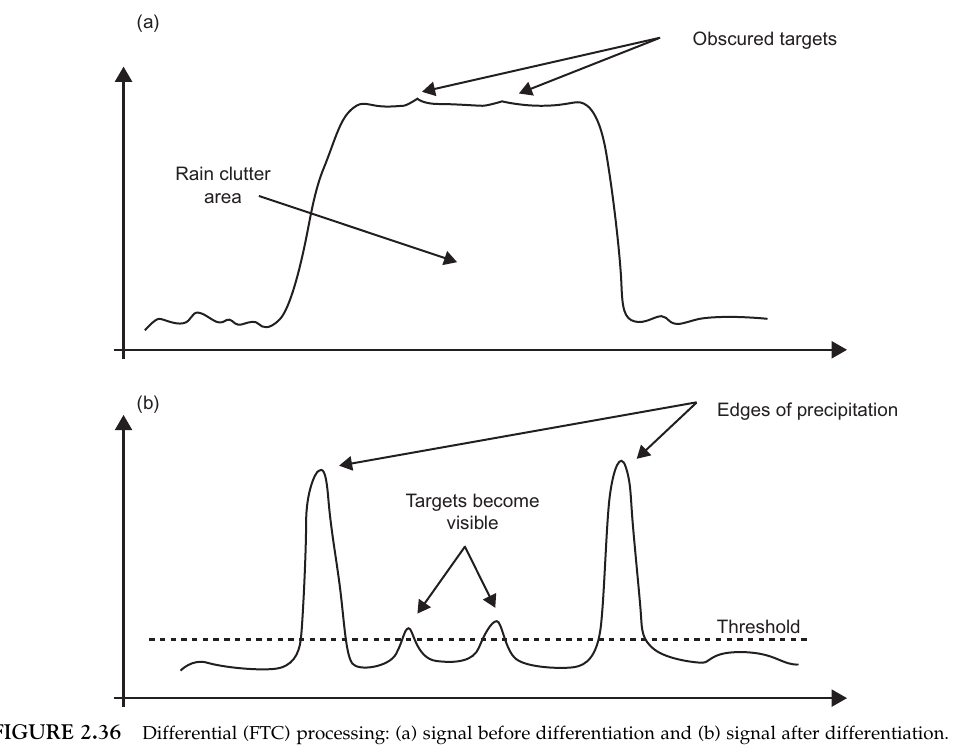 (a)
Obscured targets
Rain clutter
area
(b)
Edges of precipitation
Targets become
visible
Threshold
FIGURE 2.36 Differential (FTC) processing: (a) signal before differentiation and (b) signal after differentiation.